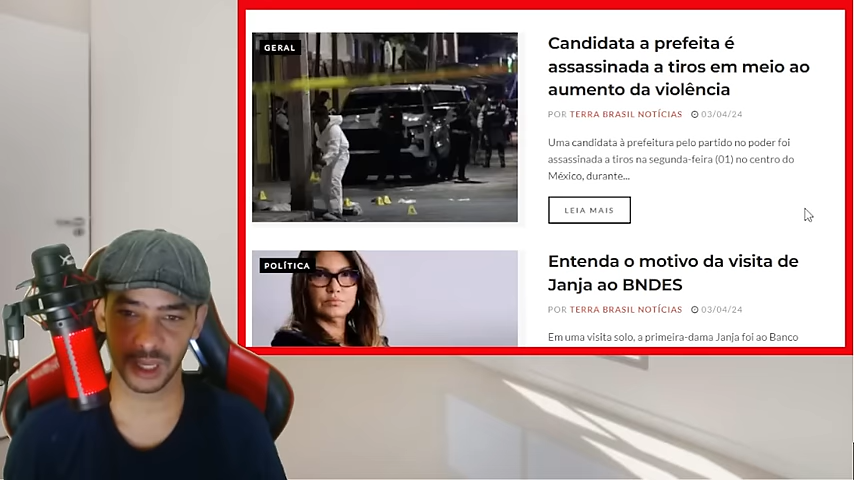 GERAL
Candidata a prefeita é
assassinada a tiros em meio ao
aumento da violência
POR TERRA BRASIL NOTÍCIAS 03/04/24
Uma candidata à prefeitura pelo partido no poder foi
assassinada a tiros na segunda-feira (01) no centro do
México, durante...
LEIA MAIS
POLÍTICA
Entenda o motivo da visita de
Janja ao BNDES
POR TERRA BRASIL NOTÍCIAS 03/04/24
Em uma visita solo, a primeira-dama Janja foi ao Banco